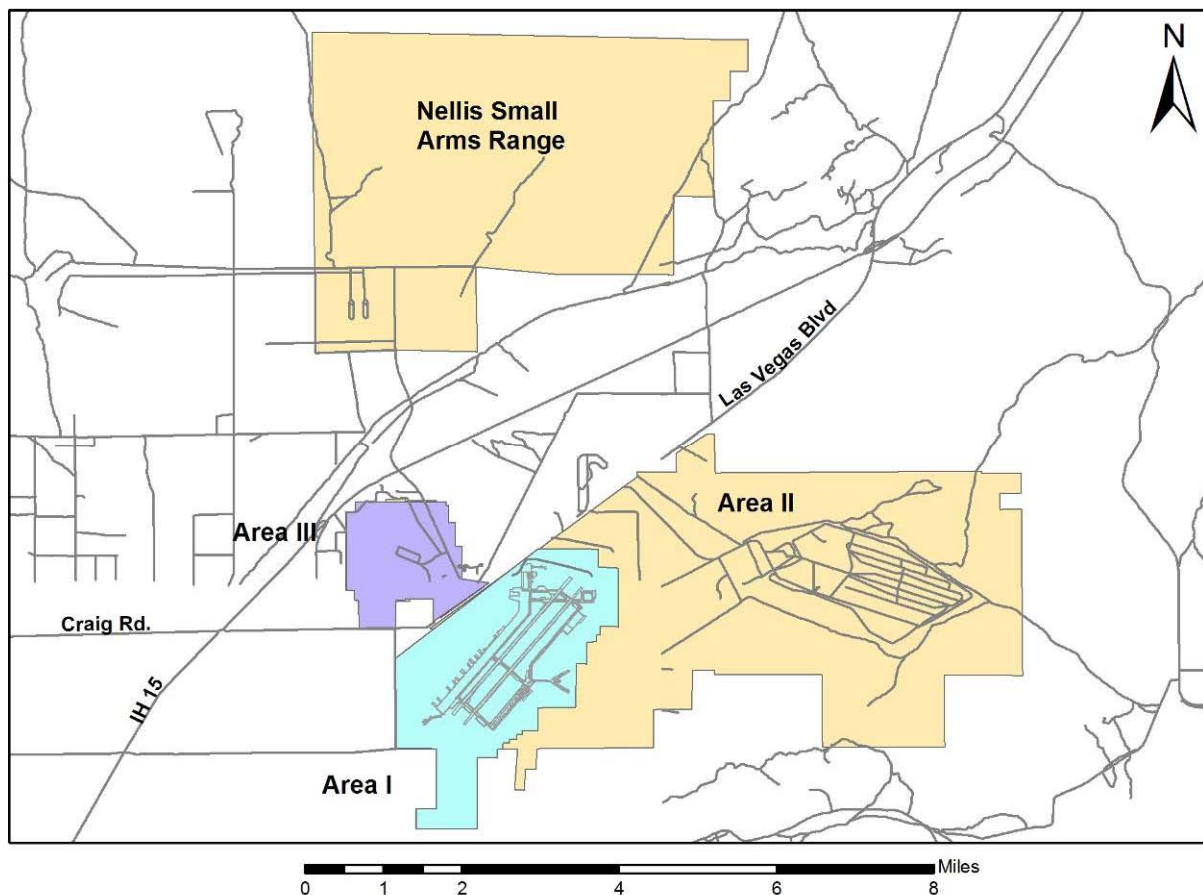 N
Nellis Small
Arms Range
Las Vegas Blvd
Area II
Area III
Craig Rd.
IH 15
Area I
Miles
0 1 2 4 6 8